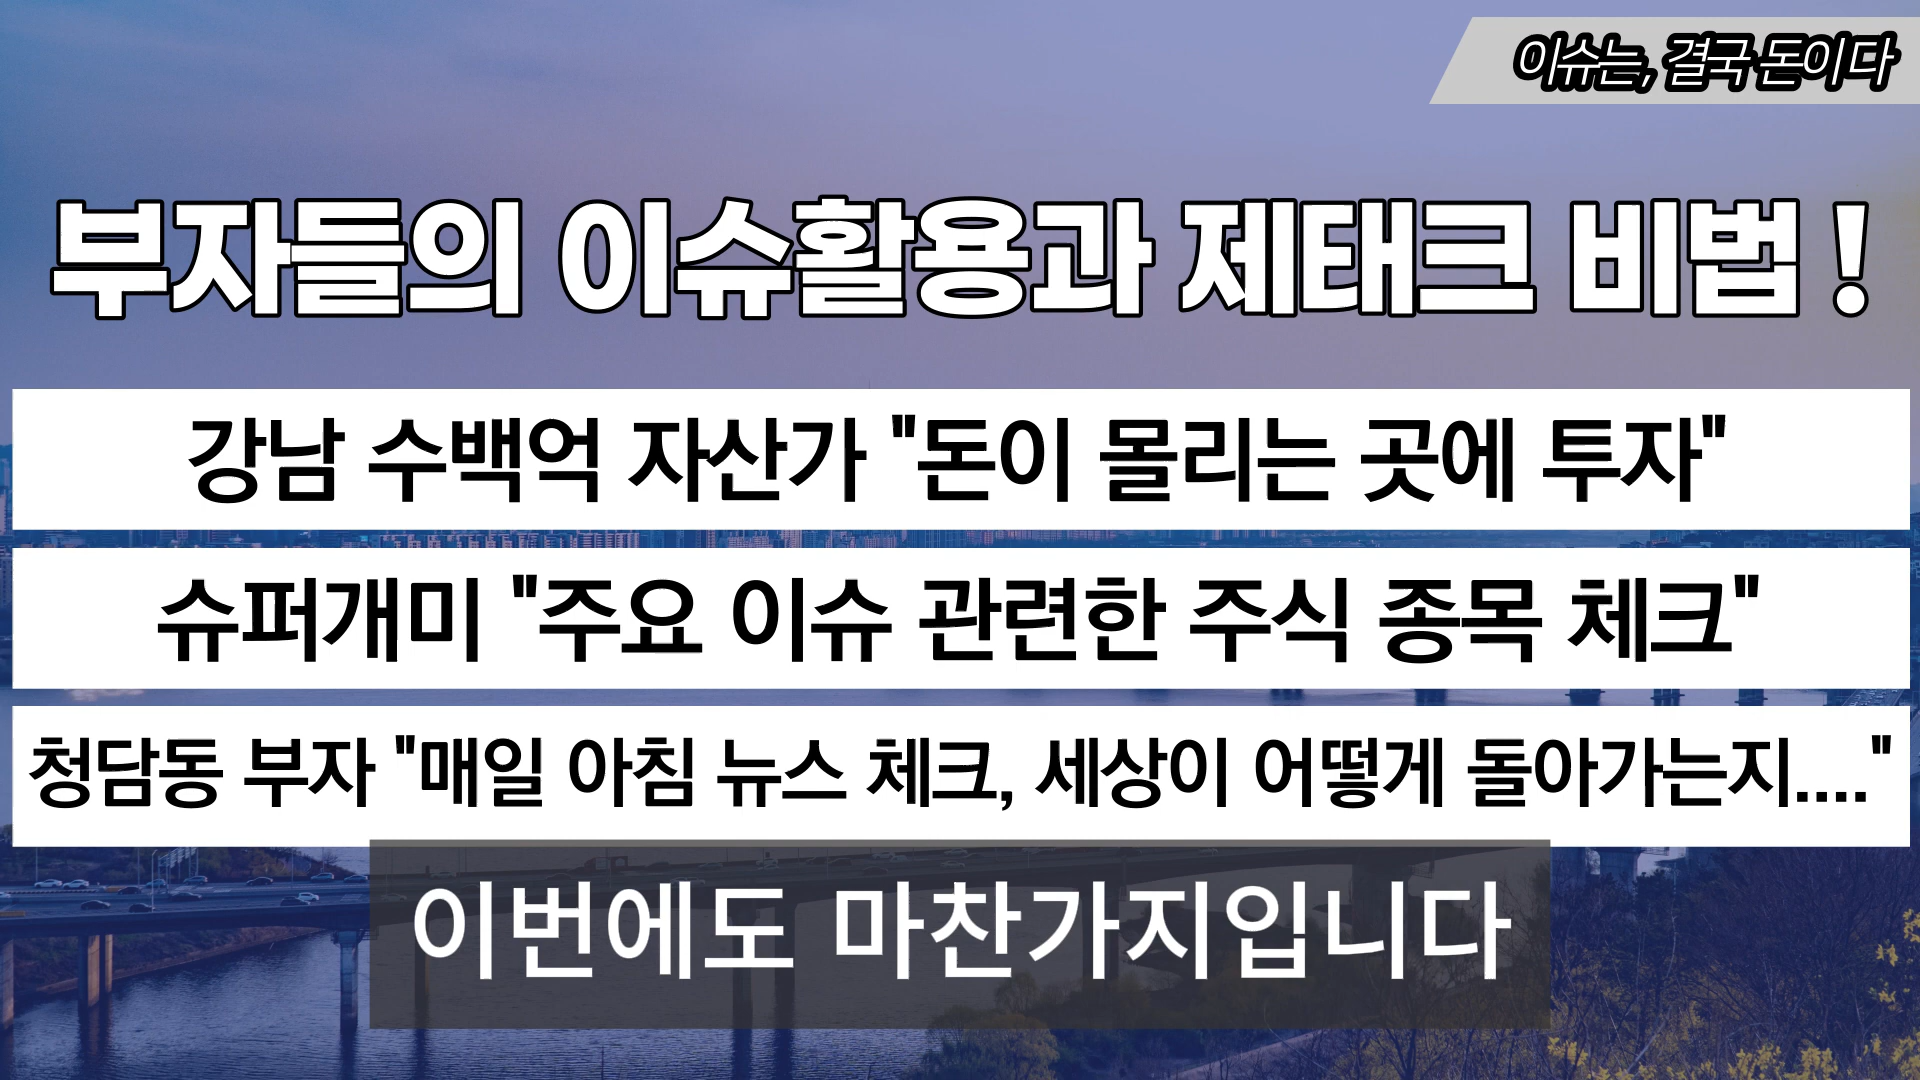 이슈는, 결국 돈이다
부자들의 이슈활용과 제태크 비법 !
강남 수백억 자산가 "돈이 몰리는 곳에 투자"
슈퍼개미 "주요 이슈 관련한 주식 종목 체크"
청담동 부자 "매일 아침 뉴스 체크, 세상이 어떻게 돌아가는지...."
이번에도 마찬가지입니다